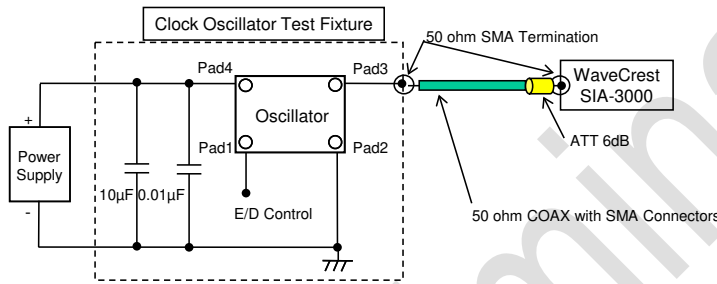 Clock Oscillator Test Fixture
50 ohm SMA Termination
Pad4
Pad3
WaveCrest
SIA-3000
Oscillator
+
Power
Supply
-
Pad1
Pad2
ATT 6dB
10µF
0.01µF
E/D Control
50 ohm COAX with SMA Connectors